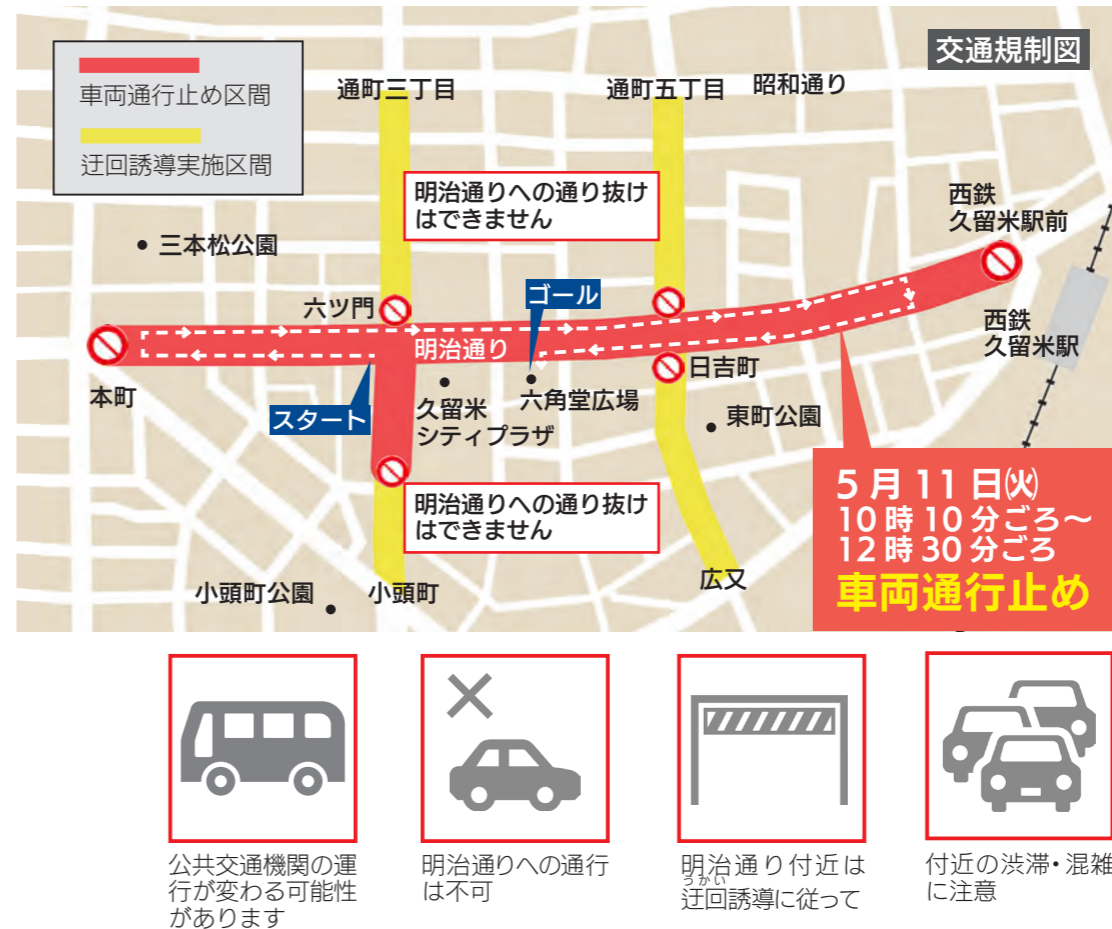 交通規制図
車両通行止め区間
迂回誘導実施区間
通町三丁目
通町五丁目
昭和通り
明治通りへの通り抜け
はできません
西鉄
久留米駅前
三本松公園
六ツ門
ゴール
西鉄
久留米駅
明治通り
本町
スタート
久留米
シティプラザ
六角堂広場
日吉町
東町公園
明治通りへの通り抜け
はできません
5月11日㈫
10時10分ごろ~
12時30分ごろ
車両通行止め
小頭町公園
小頭町
広又
公共交通機関の運
行が変わる可能性
があります
明治通りへの通行
は不可
明治通り付近は
うかい
迂回誘導に従って
付近の渋滞・混雑
に注意